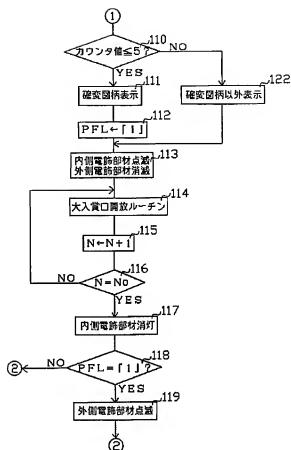 ①
110
カウンタ値≦5?
NO
YES
111
122
確変図柄表示
確変図柄以外表示
112
PFL←「1」
113
内側電飾部材点滅
外側電飾部材消滅
114
大入賞口開放ルーチン
115
N←N+1
116
NO
N=No
YES
117
内側電飾部材消灯
118
NO
②
PFL=「1」?
YES
119
外側電飾部材点滅
②